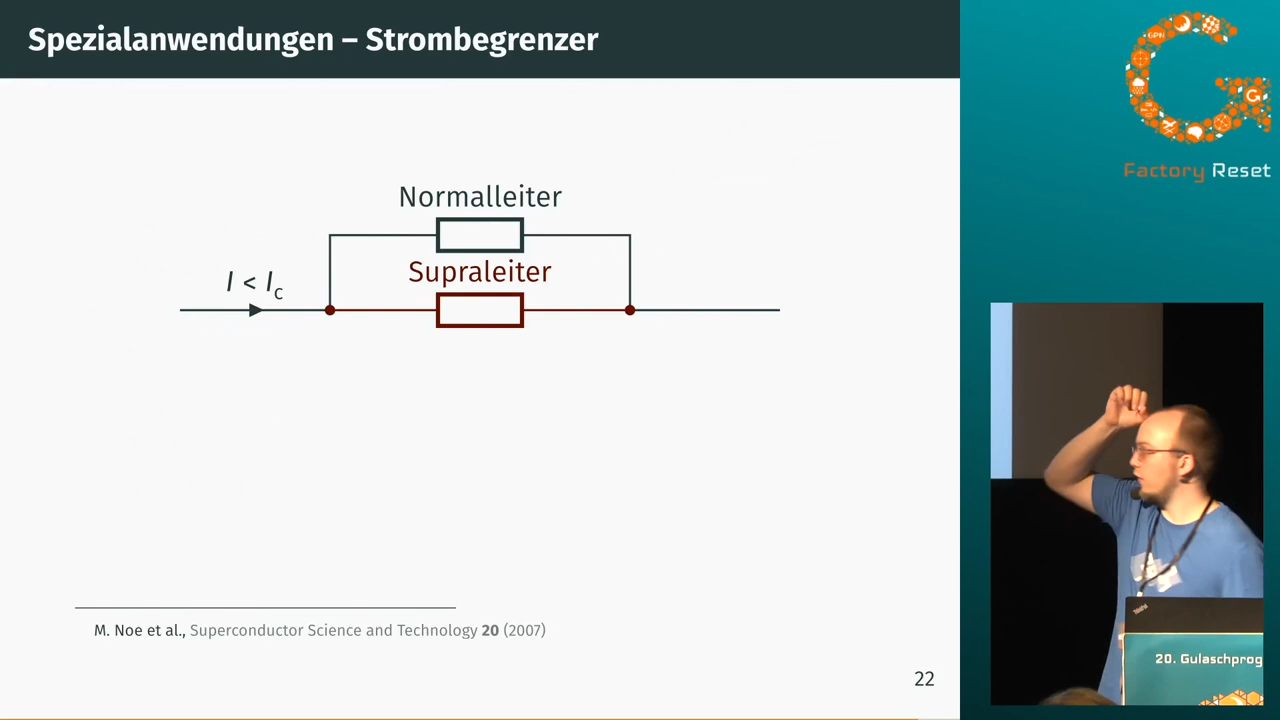 Spezialanwendungen – Strombegrenzer
Normalleiter
Supraleiter
I < Ic
M. Noe et al., Superconductor Science and Technology 20 (2007)
22
GPN
Factory Reset
20. Gulaschprog